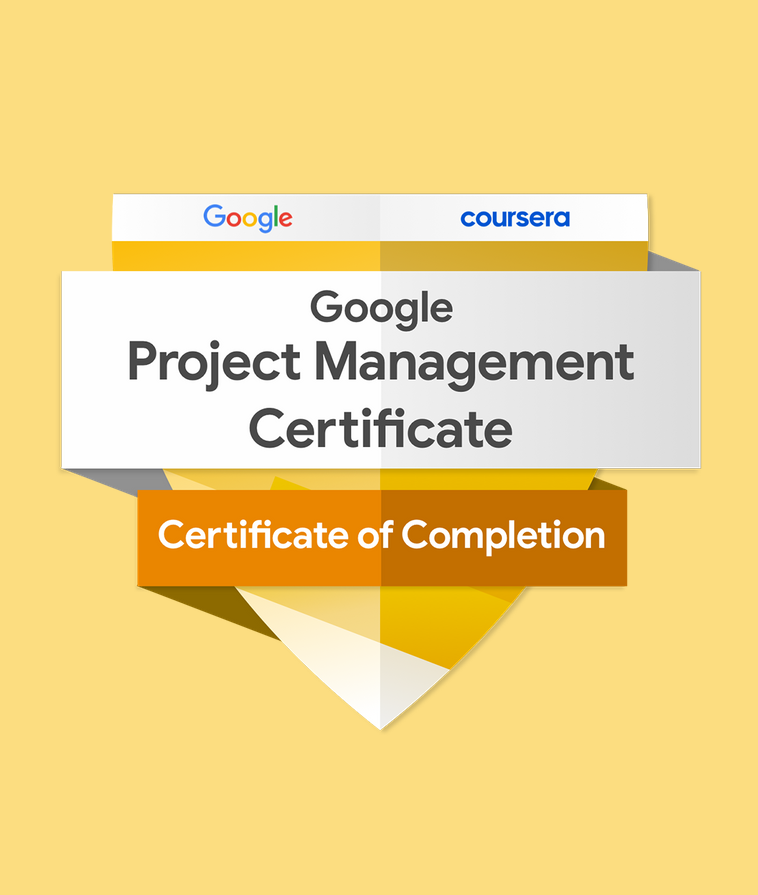 Google coursera
Google
Project Management
Certificate
Certificate of Completion